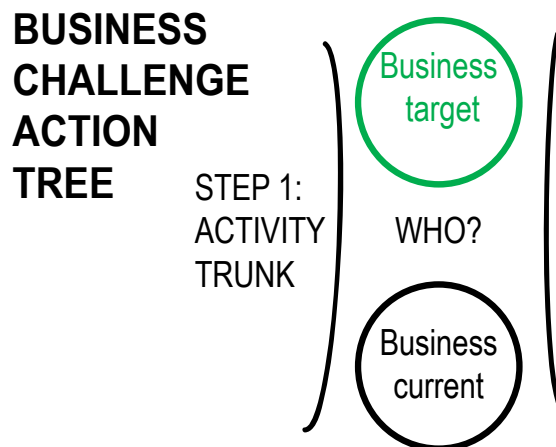 BUSINESS
CHALLENGE
ACTION
TREE
STEP 1:
ACTIVITY
TRUNK
Business
target
WHO?
Business
current